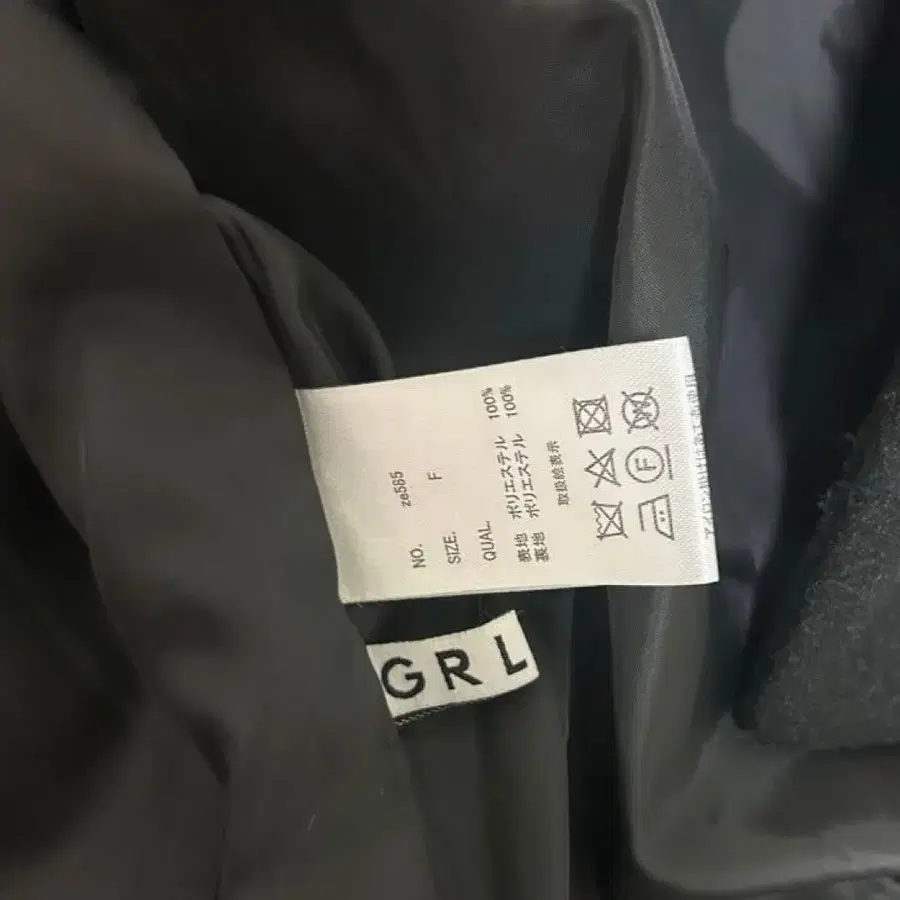 NO. ze585
SIZE. F
QUAL.
表地 ポリエステル 100%
裏地 ポリエステル 100%
取扱絵表示
F
W
GRL